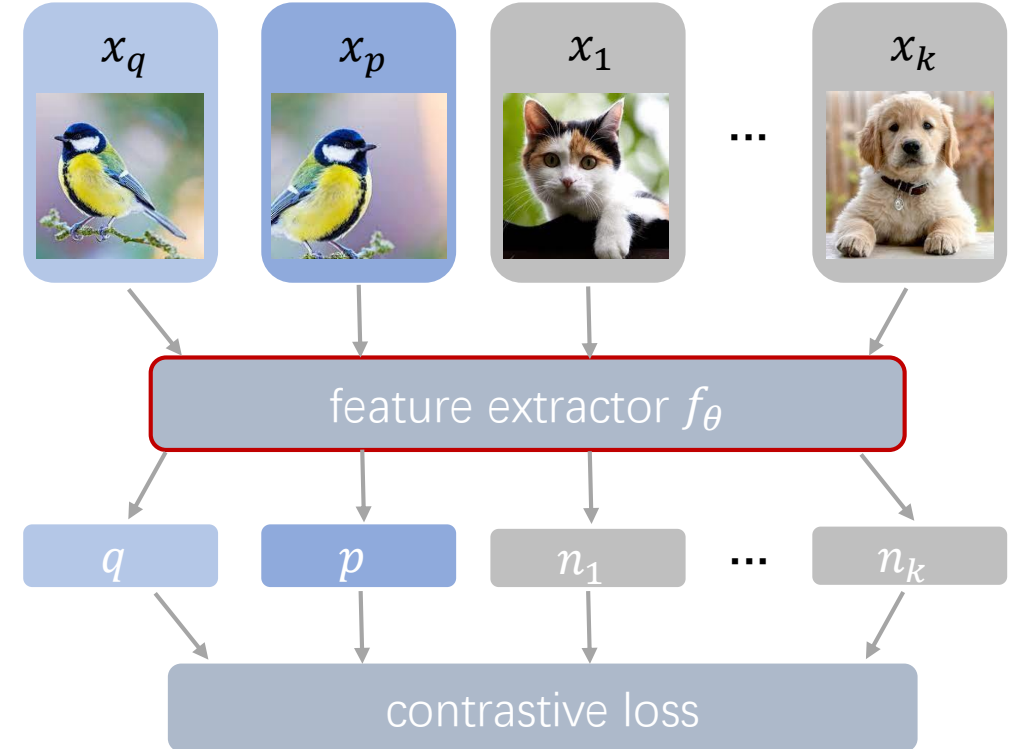 x_q x_p x_1 ... x_k
feature extractor f_θ
q p n_1 ... n_k
contrastive loss